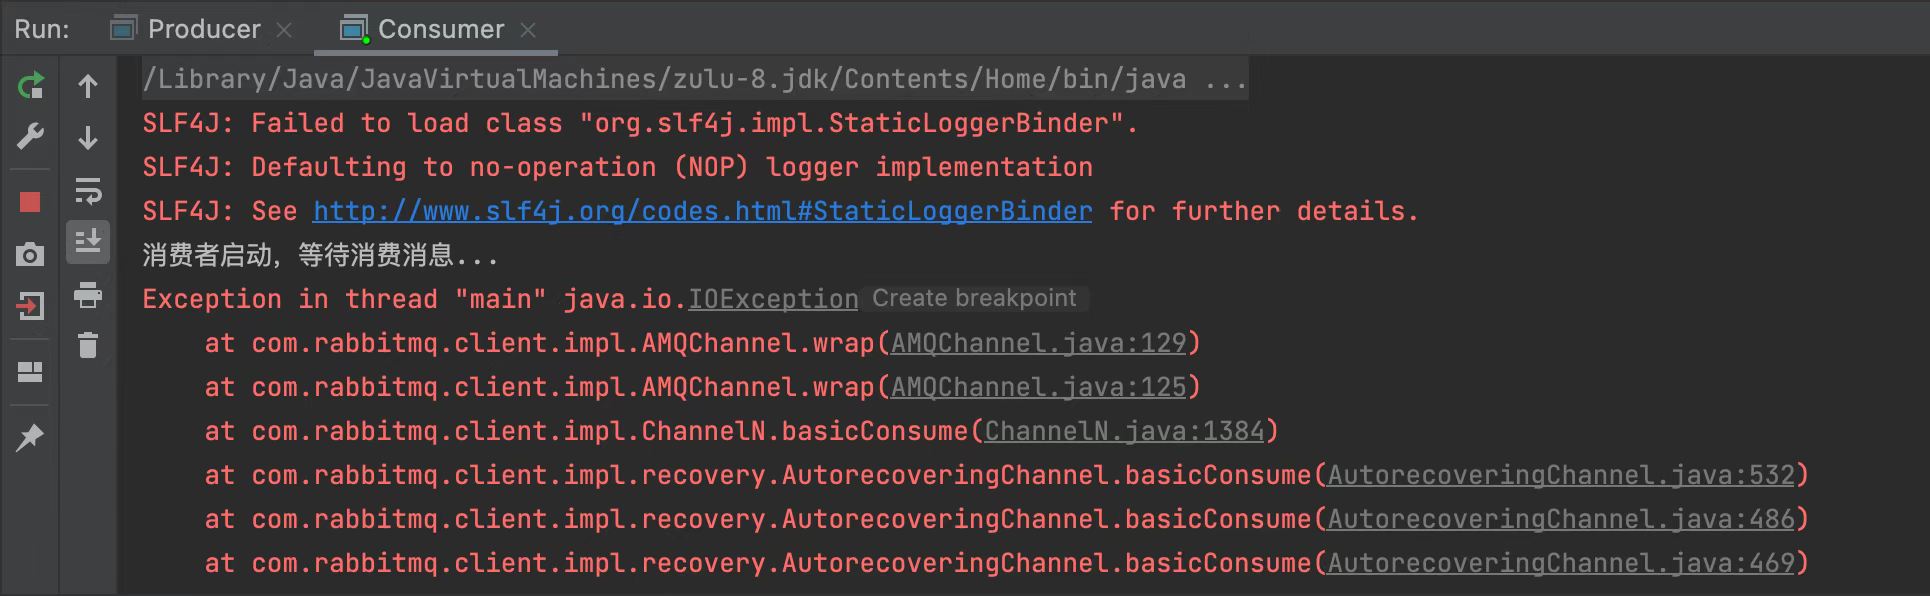 Run: Producer Consumer
/Library/Java/JavaVirtualMachines/zulu-8.jdk/Contents/Home/bin/java ...
SLF4J: Failed to load class "org.slf4j.impl.StaticLoggerBinder".
SLF4J: Defaulting to no-operation (NOP) logger implementation
SLF4J: See http://www.slf4j.org/codes.html#StaticLoggerBinder for further details.
消费者启动，等待消费消息...
Exception in thread "main" java.io.IOException Create breakpoint
at com.rabbitmq.client.impl.AMQChannel.wrap(AMQChannel.java:129)
at com.rabbitmq.client.impl.AMQChannel.wrap(AMQChannel.java:125)
at com.rabbitmq.client.impl.ChannelN.basicConsume(ChannelN.java:1384)
at com.rabbitmq.client.impl.recovery.AutorecoveringChannel.basicConsume(AutorecoveringChannel.java:532)
at com.rabbitmq.client.impl.recovery.AutorecoveringChannel.basicConsume(AutorecoveringChannel.java:486)
at com.rabbitmq.client.impl.recovery.AutorecoveringChannel.basicConsume(AutorecoveringChannel.java:469)